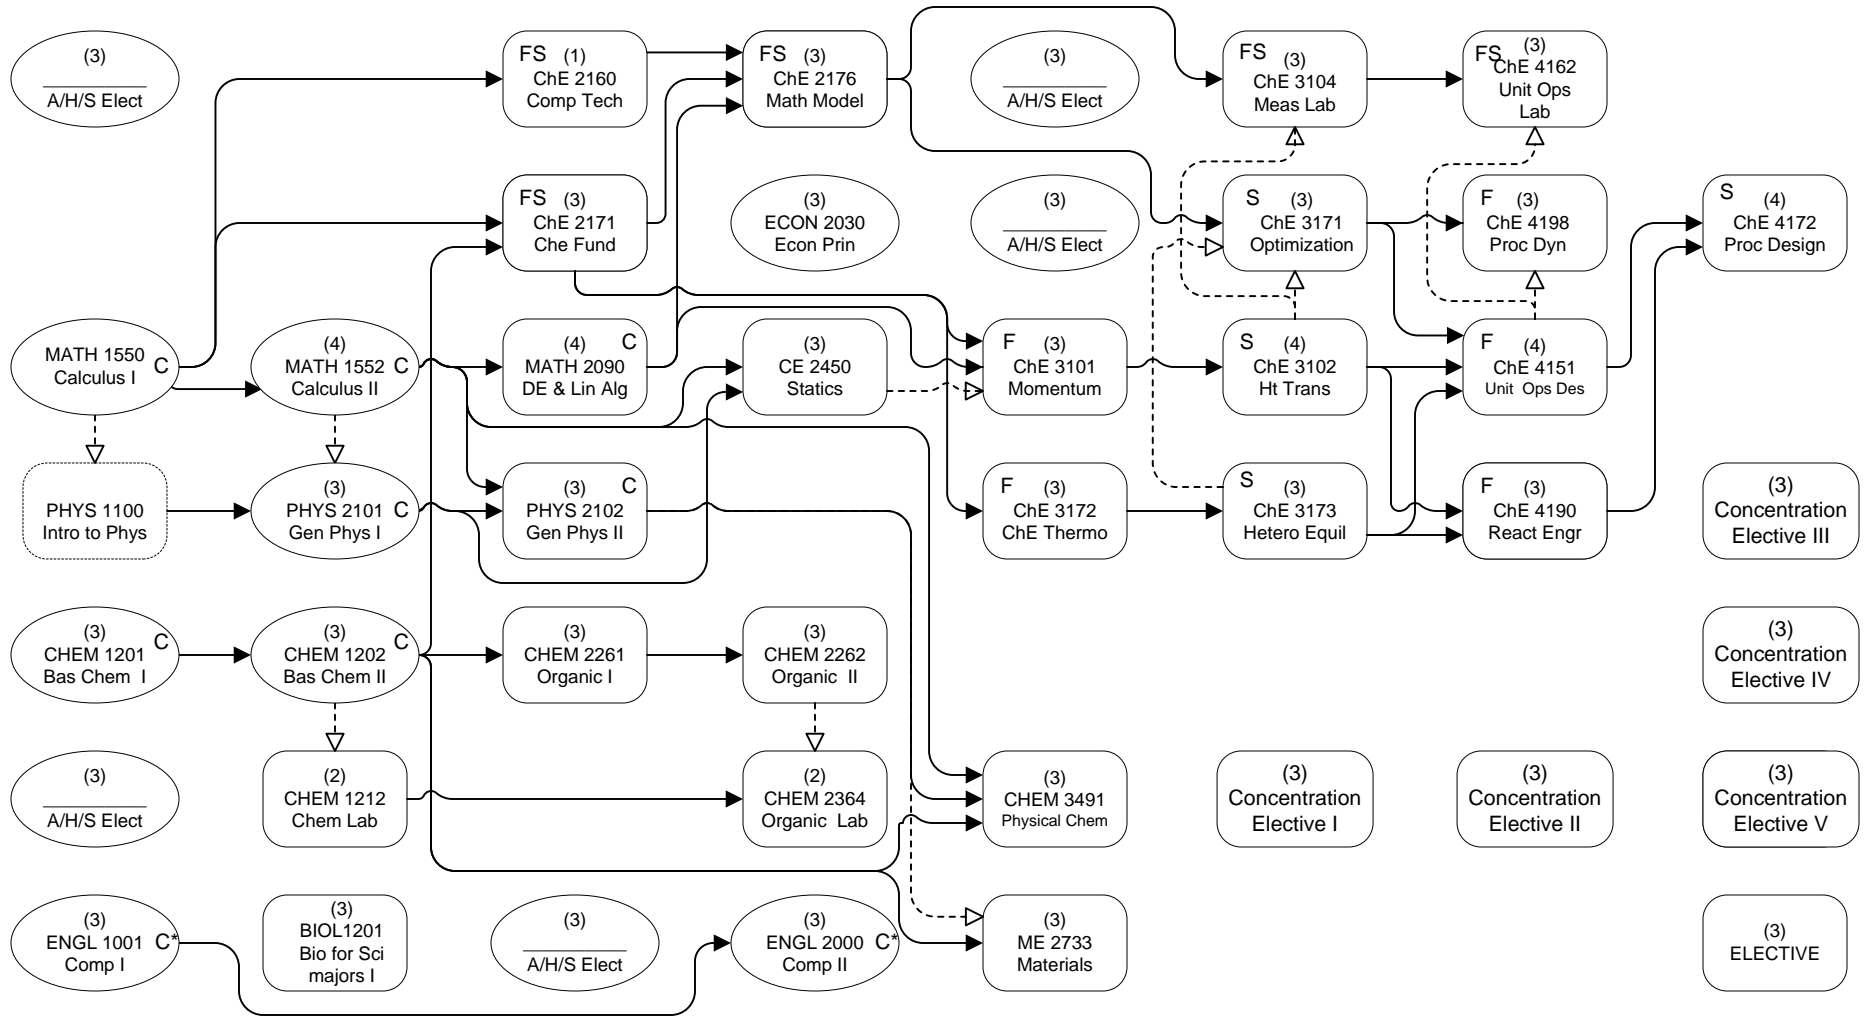 (3)
__________
A/H/S Elect
FS (1)
ChE 2160
Comp Tech
FS (3)
ChE 2176
Math Model
(3)
__________
A/H/S Elect
FS (3)
ChE 3104
Meas Lab
FS (3)
ChE 4162
Unit Ops
Lab
FS (3)
ChE 2171
Che Fund
(3)
ECON 2030
Econ Prin
(3)
__________
A/H/S Elect
S (3)
ChE 3171
Optimization
F (3)
ChE 4198
Proc Dyn
S (4)
ChE 4172
Proc Design
MATH 1550 C
Calculus I
(4)
MATH 1552 C
Calculus II
(4) C
MATH 2090
DE & Lin Alg
(3)
CE 2450
Statics
F (3)
ChE 3101
Momentum
S (4)
ChE 3102
Ht Trans
F (4)
ChE 4151
Unit Ops Des
PHYS 1100
Intro to Phys
(3)
PHYS 2101 C
Gen Phys I
(3) C
PHYS 2102
Gen Phys II
F (3)
ChE 3172
ChE Thermo
S (3)
ChE 3173
Hetero Equil
F (3)
ChE 4190
React Engr
(3)
Concentration
Elective III
(3) C
CHEM 1201
Bas Chem I
(3) C
CHEM 1202
Bas Chem II
(3)
CHEM 2261
Organic I
(3)
CHEM 2262
Organic II
(3)
Concentration
Elective IV
(3)
__________
A/H/S Elect
(2)
CHEM 1212
Chem Lab
(2)
CHEM 2364
Organic Lab
(3)
CHEM 3491
Physical Chem
(3)
Concentration
Elective I
(3)
Concentration
Elective II
(3)
Concentration
Elective V
(3)
ENGL 1001 C*
Comp I
(3)
BIOL1201
Bio for Sci
majors I
(3)
__________
A/H/S Elect
(3)
ENGL 2000 C*
Comp II
(3)
ME 2733
Materials
(3)
ELECTIVE